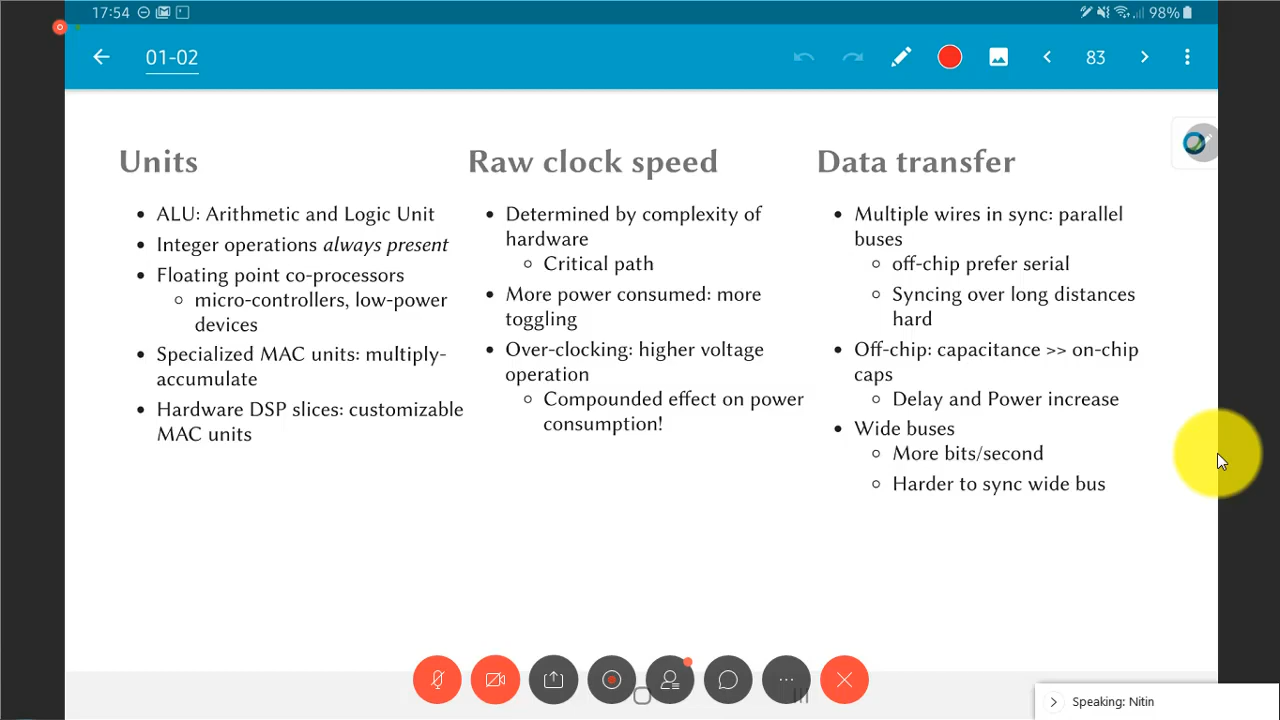 17:54
98%
01-02
83
Units
ALU: Arithmetic and Logic Unit
Integer operations always present
Floating point co-processors
micro-controllers, low-power
devices
Specialized MAC units: multiply-
accumulate
Hardware DSP slices: customizable
MAC units
Raw clock speed
Determined by complexity of
hardware
Critical path
More power consumed: more
toggling
Over-clocking: higher voltage
operation
Compounded effect on power
consumption!
Data transfer
Multiple wires in sync: parallel
buses
off-chip prefer serial
Syncing over long distances
hard
Off-chip: capacitance >> on-chip
caps
Delay and Power increase
Wide buses
More bits/second
Harder to sync wide bus
Speaking: Nitin